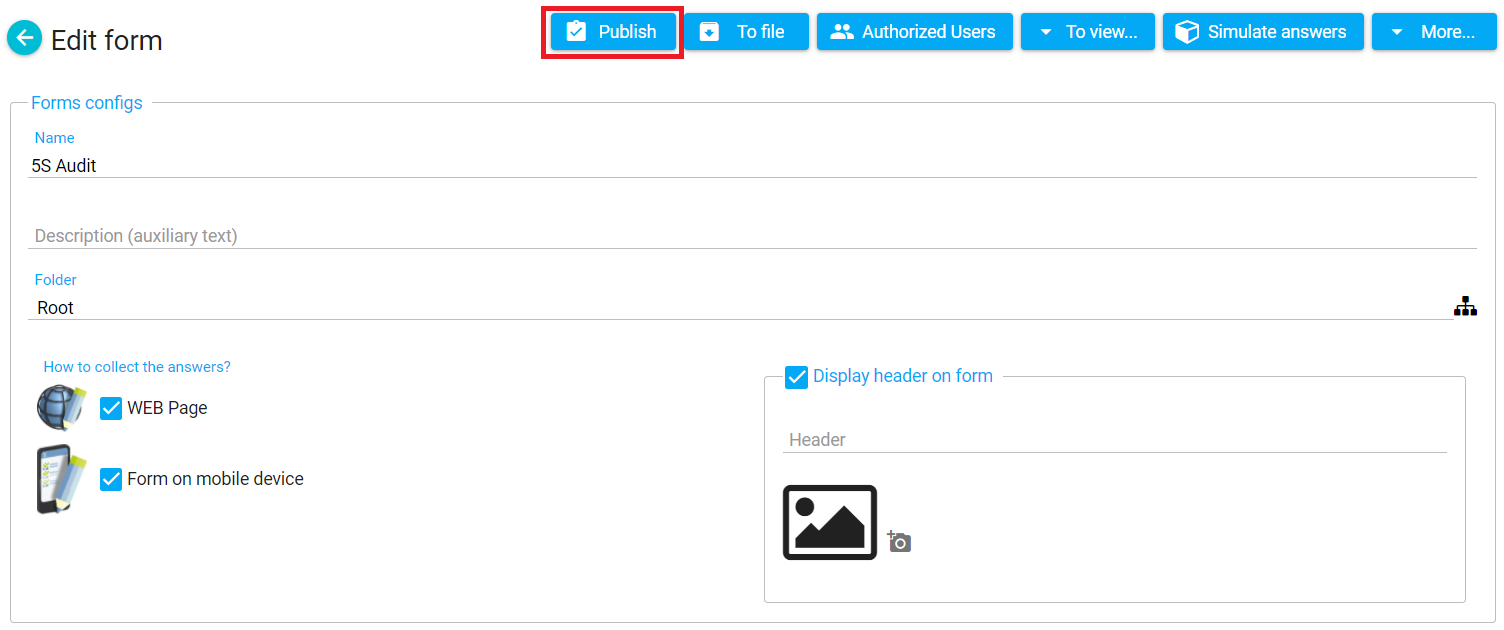 Edit form
Publish
To file
Authorized Users
To view...
Simulate answers
More...
Forms configs
Name
5S Audit
Description (auxiliary text)
Folder
Root
How to collect the answers?
WEB Page
Form on mobile device
Display header on form
Header